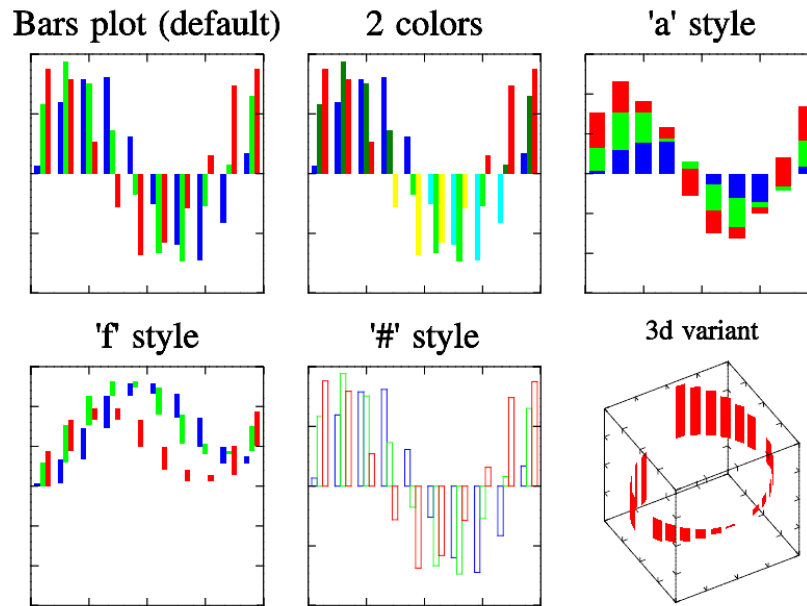 Bars plot (default)
2 colors
'a' style
'f' style
'#' style
3d variant